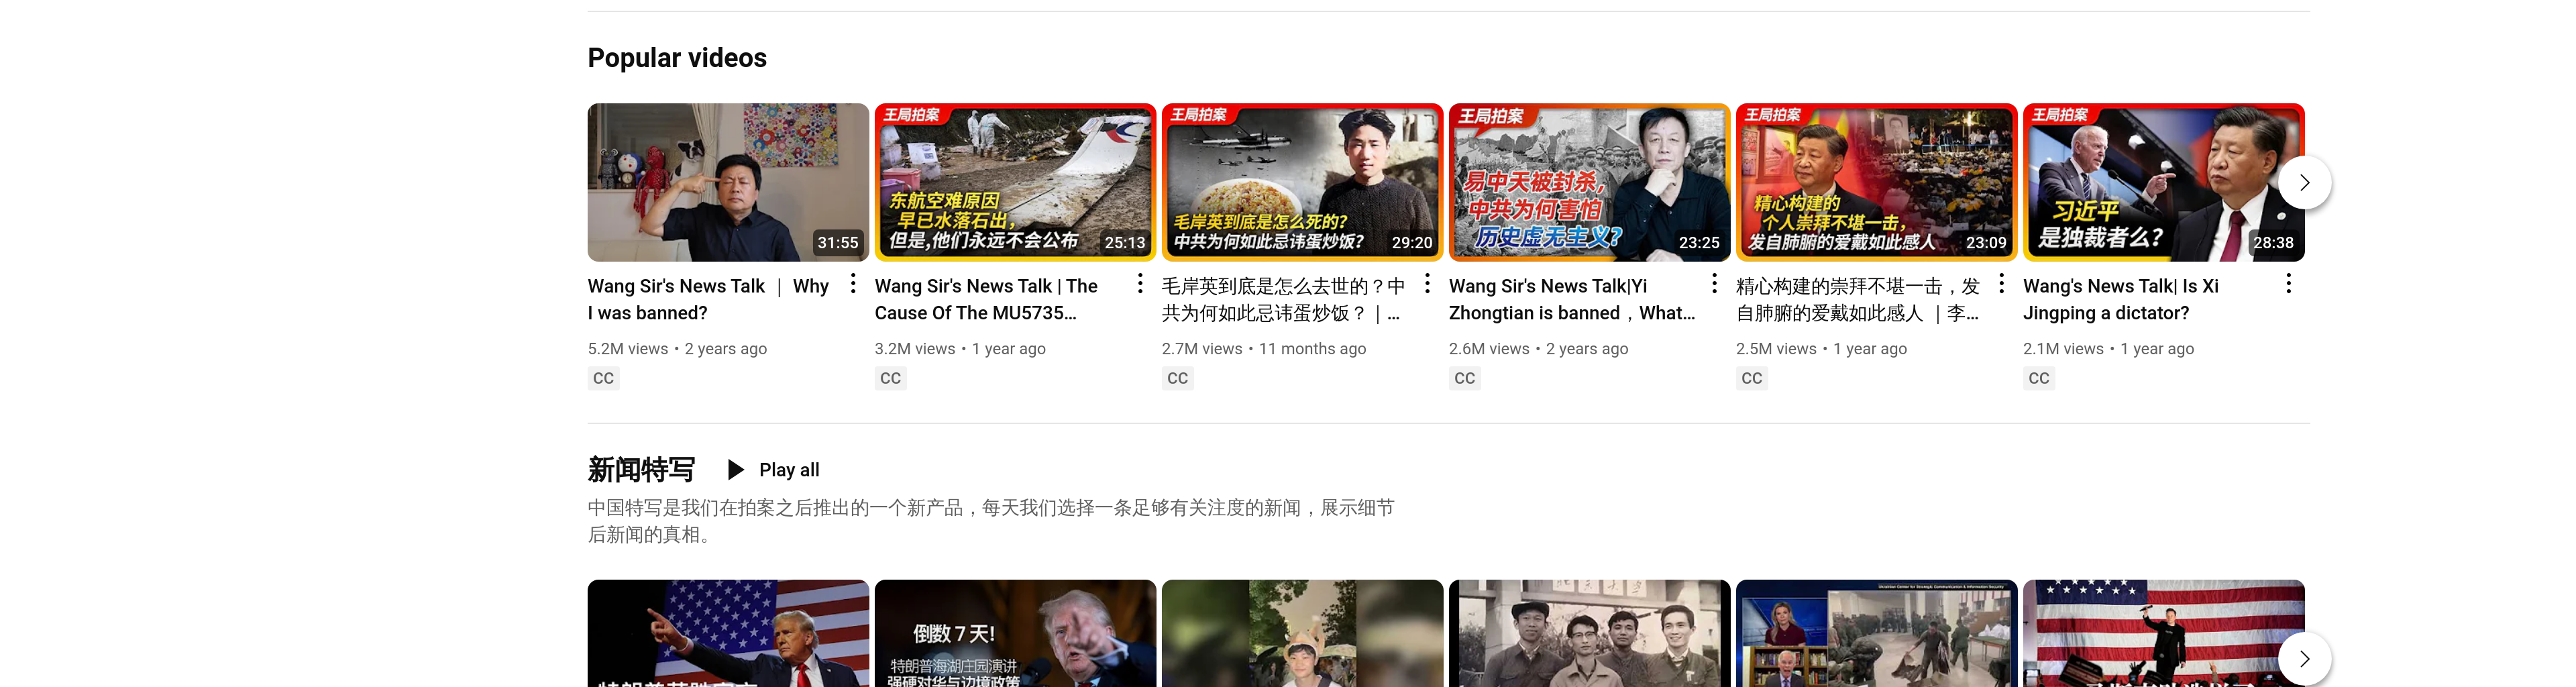 Popular videos
王局拍案
王局拍案
王局拍案
王局拍案
王局拍案
东航空难原因
早已水落石出，
但是,他们永远不会公布
毛岸英到底是怎么死的?
中共为何如此忌讳蛋炒饭?
易中天被封杀，
中共为何害怕
历史虚无主义?
精心构建的
个人崇拜不堪一击，
发自肺腑的爱戴如此感人
习近平
是独裁者么?
31:55
25:13
29:20
23:25
23:09
28:38
Wang Sir's News Talk ｜ Why
I was banned?
5.2M views • 2 years ago
CC
Wang Sir's News Talk | The
Cause Of The MU5735...
3.2M views • 1 year ago
CC
毛岸英到底是怎么去世的？中
共为何如此忌讳蛋炒饭？｜...
2.7M views • 11 months ago
CC
Wang Sir's News Talk|Yi
Zhongtian is banned，What...
2.6M views • 2 years ago
CC
精心构建的崇拜不堪一击，发
自肺腑的爱戴如此感人 ｜李...
2.5M views • 1 year ago
CC
Wang's News Talk| Is Xi
Jingping a dictator?
2.1M views • 1 year ago
CC
新闻特写
Play all
中国特写是我们在拍案之后推出的一个新产品，每天我们选择一条足够有关注度的新闻，展示细节
后新闻的真相。
倒数7天!
特朗普海湖庄园演讲
强硬对华与边境政策